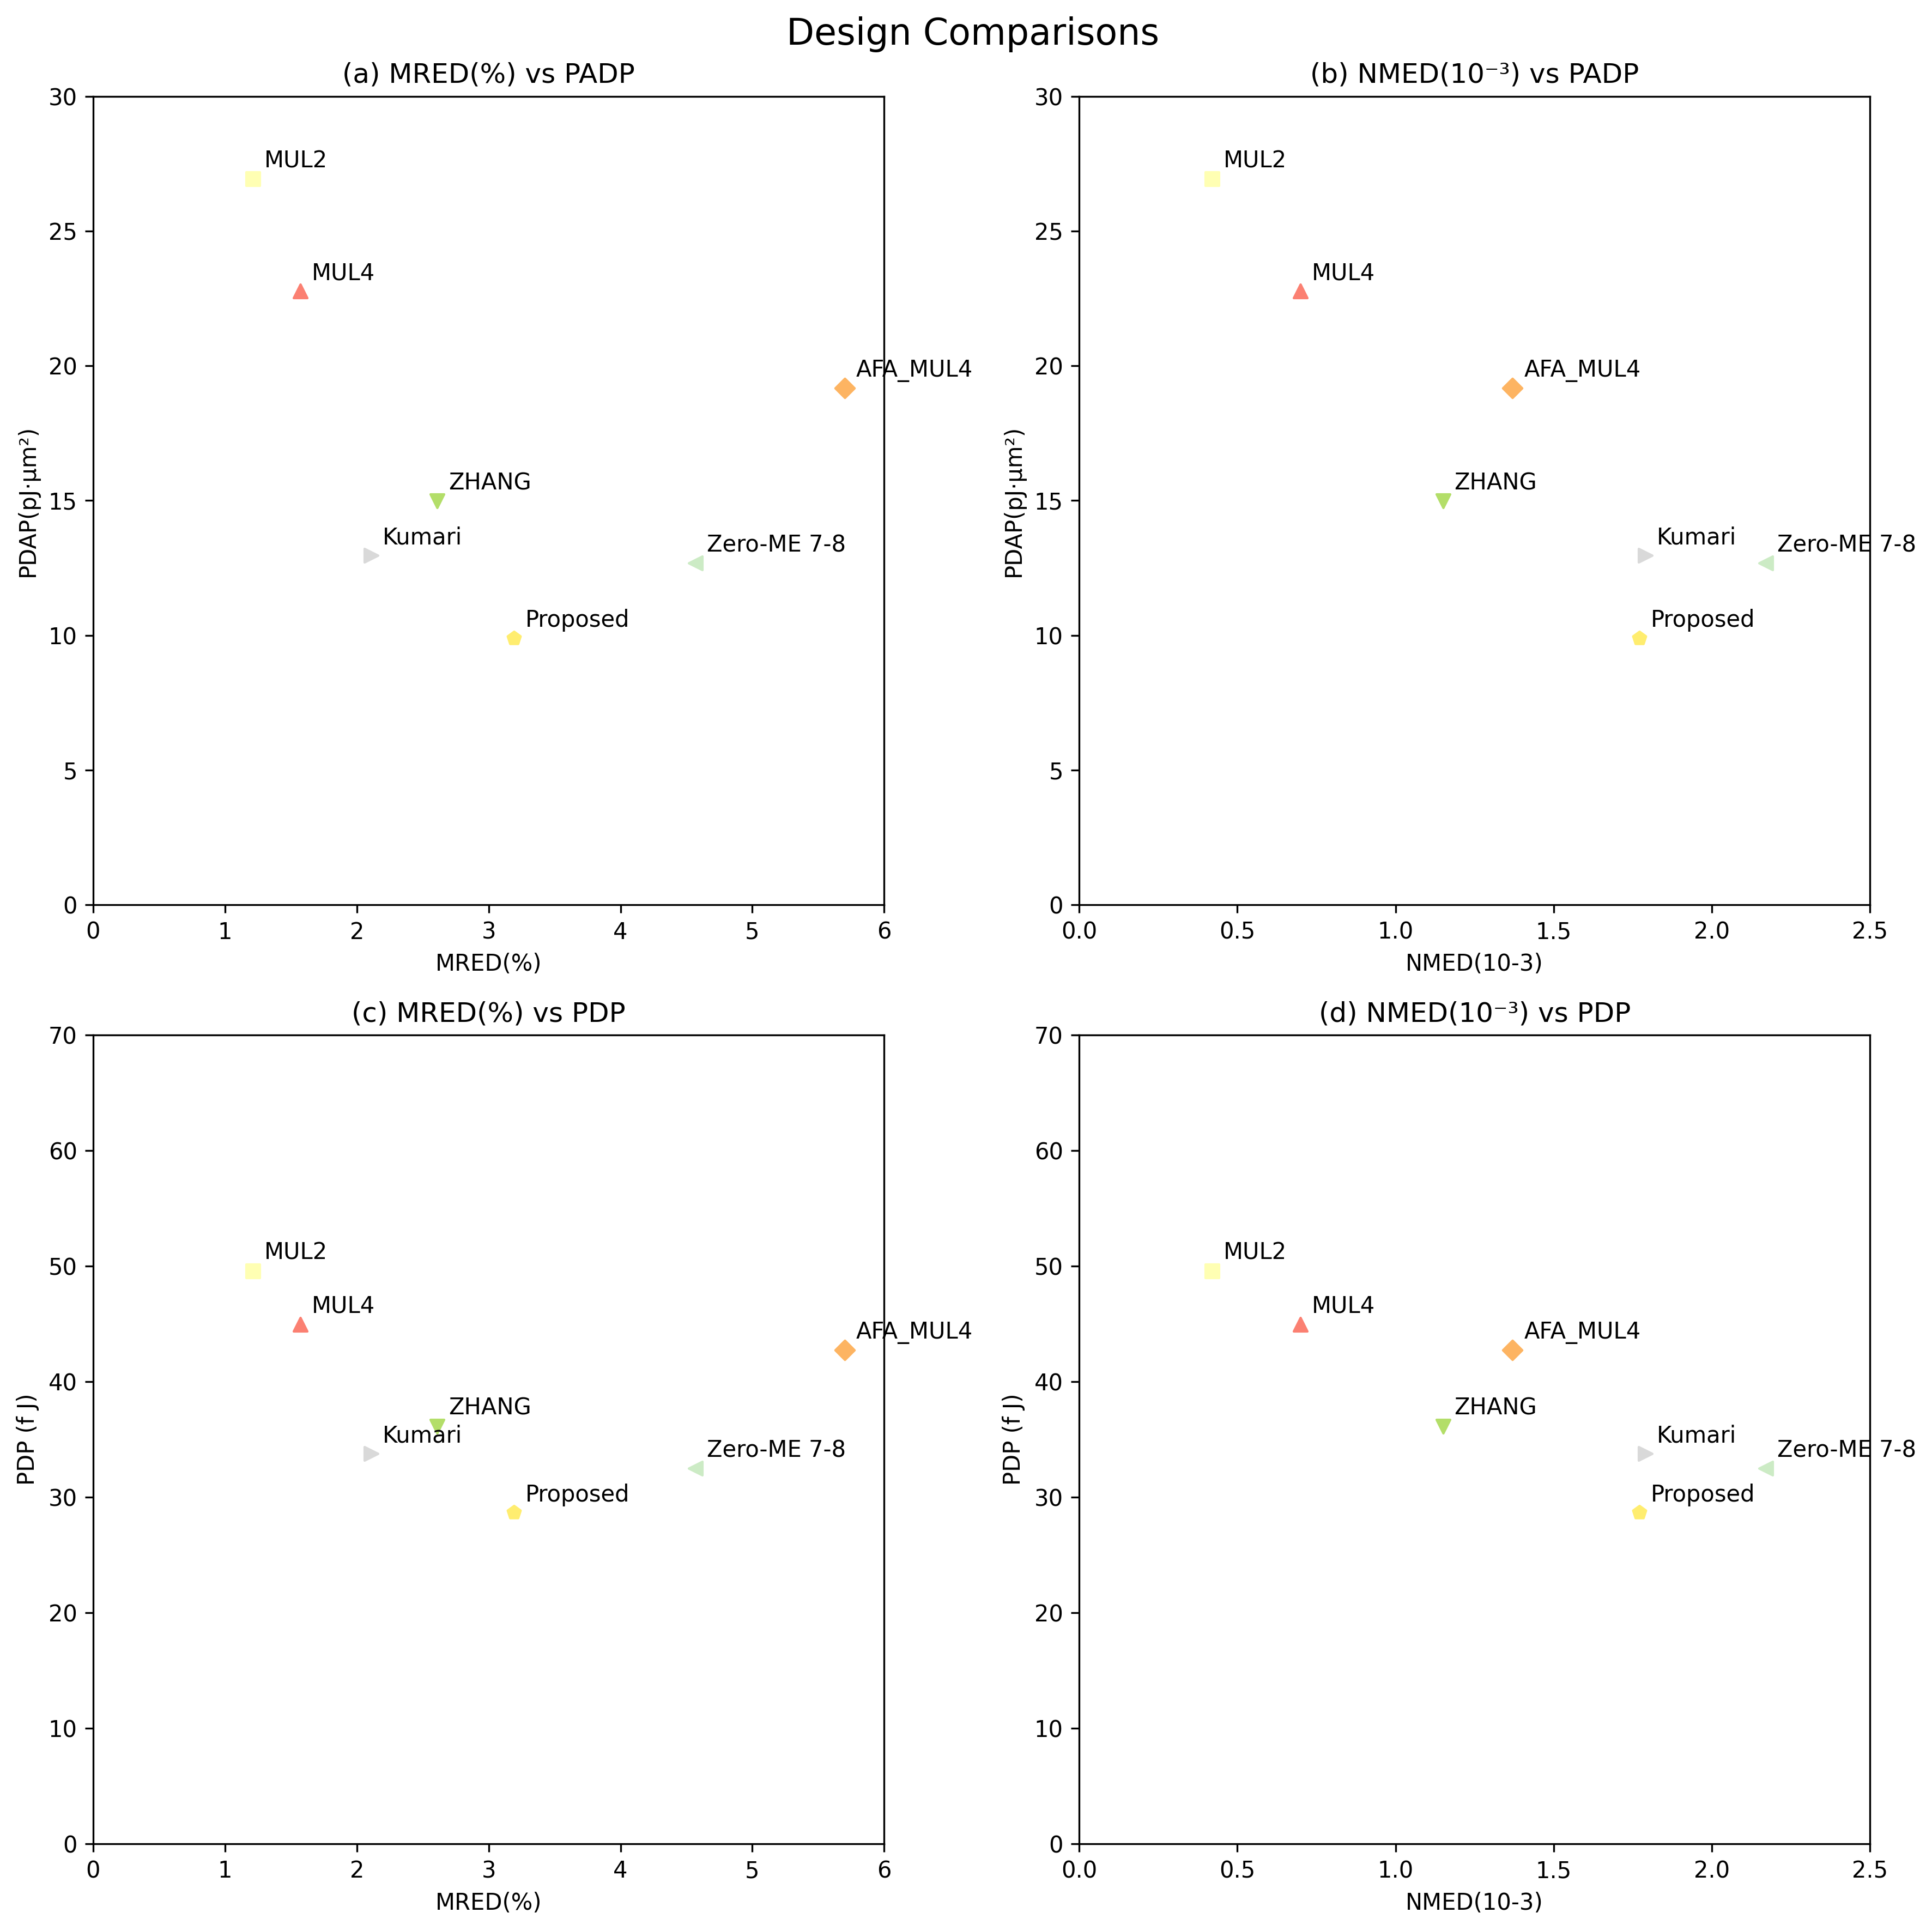 Design Comparisons
(a) MRED(%) vs PADP
30
25
20
15
10
5
0
PDAP(pJ·μm²)
MUL2
MUL4
AFA_MUL4
ZHANG
Kumari
Zero-ME 7-8
Proposed
0 1 2 3 4 5 6
MRED(%)
(b) NMED(10⁻³) vs PADP
30
25
20
15
10
5
0
PDAP(pJ·μm²)
MUL2
MUL4
AFA_MUL4
ZHANG
Kumari
Zero-ME 7-8
Proposed
0.0 0.5 1.0 1.5 2.0 2.5
NMED(10-3)
(c) MRED(%) vs PDP
70
60
50
40
30
20
10
0
PDP (f J)
MUL2
MUL4
AFA_MUL4
ZHANG
Kumari
Zero-ME 7-8
Proposed
0 1 2 3 4 5 6
MRED(%)
(d) NMED(10⁻³) vs PDP
70
60
50
40
30
20
10
0
PDP (f J)
MUL2
MUL4
AFA_MUL4
ZHANG
Kumari
Zero-ME 7-8
Proposed
0.0 0.5 1.0 1.5 2.0 2.5
NMED(10-3)